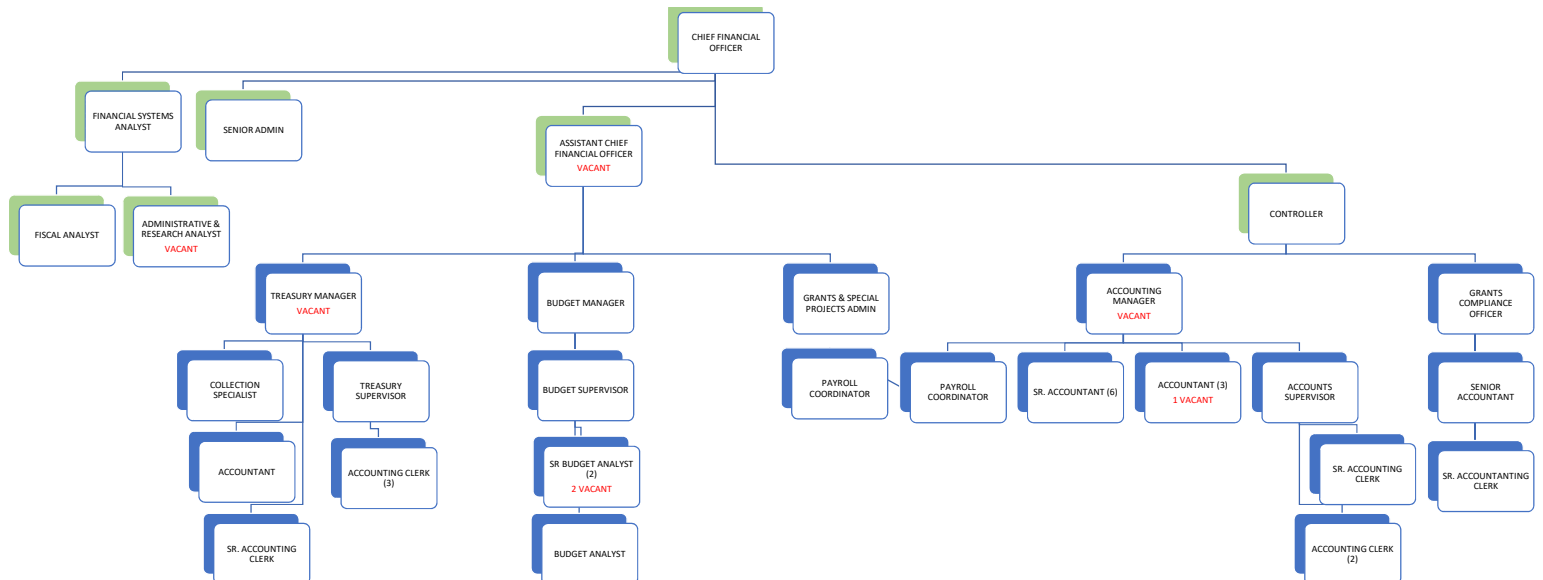 CHIEF FINANCIAL
OFFICER
FINANCIAL SYSTEMS
ANALYST
SENIOR ADMIN
ASSISTANT CHIEF
FINANCIAL OFFICER
VACANT
CONTROLLER
FISCAL ANALYST
ADMINISTRATIVE &
RESEARCH ANALYST
VACANT
TREASURY MANAGER
VACANT
BUDGET MANAGER
GRANTS & SPECIAL
PROJECTS ADMIN
ACCOUNTING
MANAGER
VACANT
GRANTS
COMPLIANCE
OFFICER
COLLECTION
SPECIALIST
TREASURY
SUPERVISOR
BUDGET SUPERVISOR
PAYROLL
COORDINATOR
PAYROLL
COORDINATOR
SR. ACCOUNTANT (6)
ACCOUNTANT (3)
1 VACANT
ACCOUNTS
SUPERVISOR
SENIOR
ACCOUNTANT
ACCOUNTANT
ACCOUNTING CLERK
(3)
SR BUDGET ANALYST
(2)
2 VACANT
SR. ACCOUNTING
CLERK
SR. ACCOUNTANTING
CLERK
SR. ACCOUNTING
CLERK
BUDGET ANALYST
ACCOUNTING CLERK
(2)